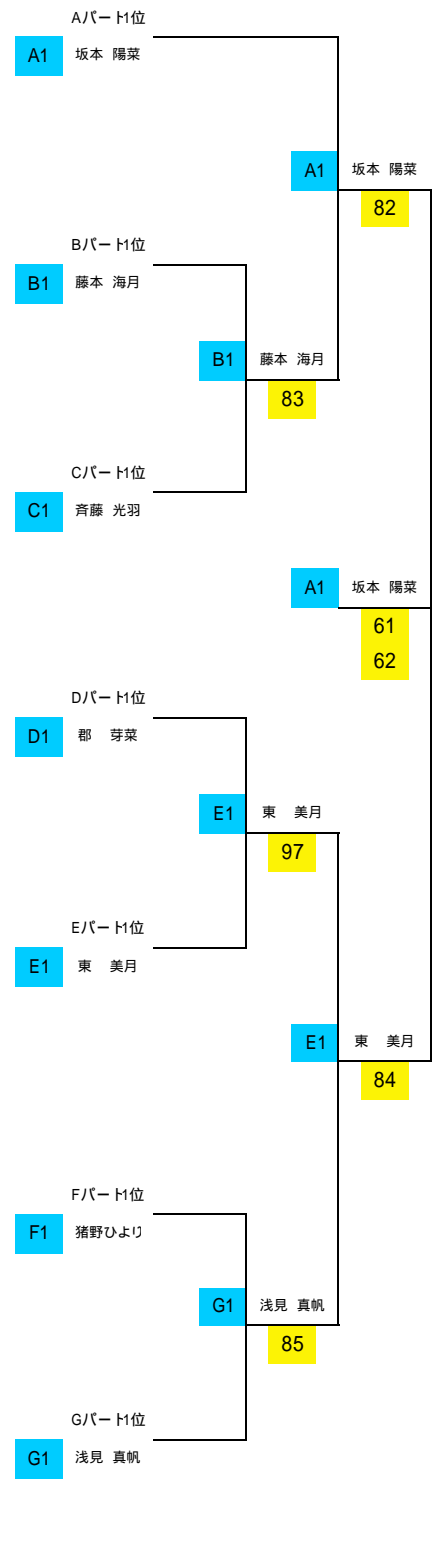 Aパート1位
A1 坂本 陽菜
A1 坂本 陽菜
82
Bパート1位
B1 藤本 海月
B1 藤本 海月
83
Cパート1位
C1 斉藤 光羽
A1 坂本 陽菜
61
62
Dパート1位
D1 郡 芽菜
E1 東 美月
97
Eパート1位
E1 東 美月
E1 東 美月
84
Fパート1位
F1 猪野ひより
G1 浅見 真帆
85
Gパート1位
G1 浅見 真帆